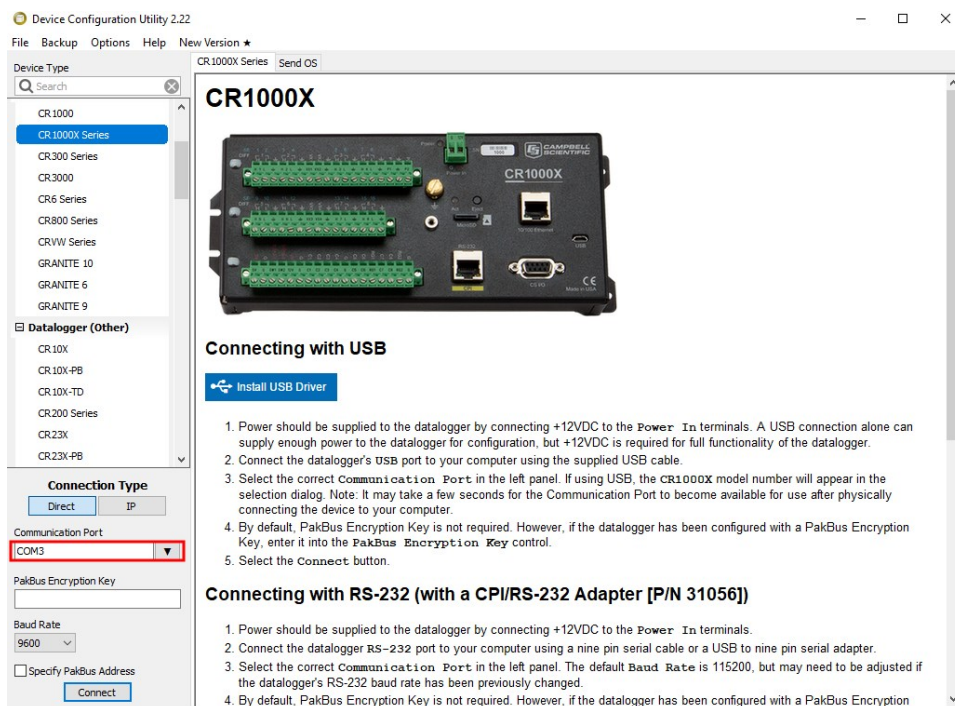 Device Configuration Utility 2.22
File Backup Options Help New Version ★
Device Type
Search
CR1000
CR1000X Series
CR300 Series
CR3000
CR6 Series
CR800 Series
CRVW Series
GRANITE 10
GRANITE 6
GRANITE 9
Datalogger (Other)
CR10X
CR10X-PB
CR10X-TD
CR200 Series
CR23X
CR23X-PB
Connection Type
Direct IP
Communication Port
COM3
PakBus Encryption Key
Baud Rate
9600
Specify PakBus Address
Connect
CR1000X Series Send OS
CR1000X
CAMPBELL
SCIENTIFIC
CR1000X
Connecting with USB
Install USB Driver
1. Power should be supplied to the datalogger by connecting +12VDC to the Power In terminals. A USB connection alone can
supply enough power to the datalogger for configuration, but +12VDC is required for full functionality of the datalogger.
2. Connect the datalogger's USB port to your computer using the supplied USB cable.
3. Select the correct Communication Port in the left panel. If using USB, the CR1000X model number will appear in the
selection dialog. Note: It may take a few seconds for the Communication Port to become available for use after physically
connecting the device to your computer.
4. By default, PakBus Encryption Key is not required. However, if the datalogger has been configured with a PakBus Encryption
Key, enter it into the PakBus Encryption Key control.
5. Select the Connect button.
Connecting with RS-232 (with a CPI/RS-232 Adapter [P/N 31056])
1. Power should be supplied to the datalogger by connecting +12VDC to the Power In terminals.
2. Connect the datalogger RS-232 port to your computer using a nine pin serial cable or a USB to nine pin serial adapter.
3. Select the correct Communication Port in the left panel. The default Baud Rate is 115200, but may need to be adjusted if
the datalogger's RS-232 baud rate has been previously changed.
4. By default, PakBus Encryption Key is not required. However, if the datalogger has been configured with a PakBus Encryption